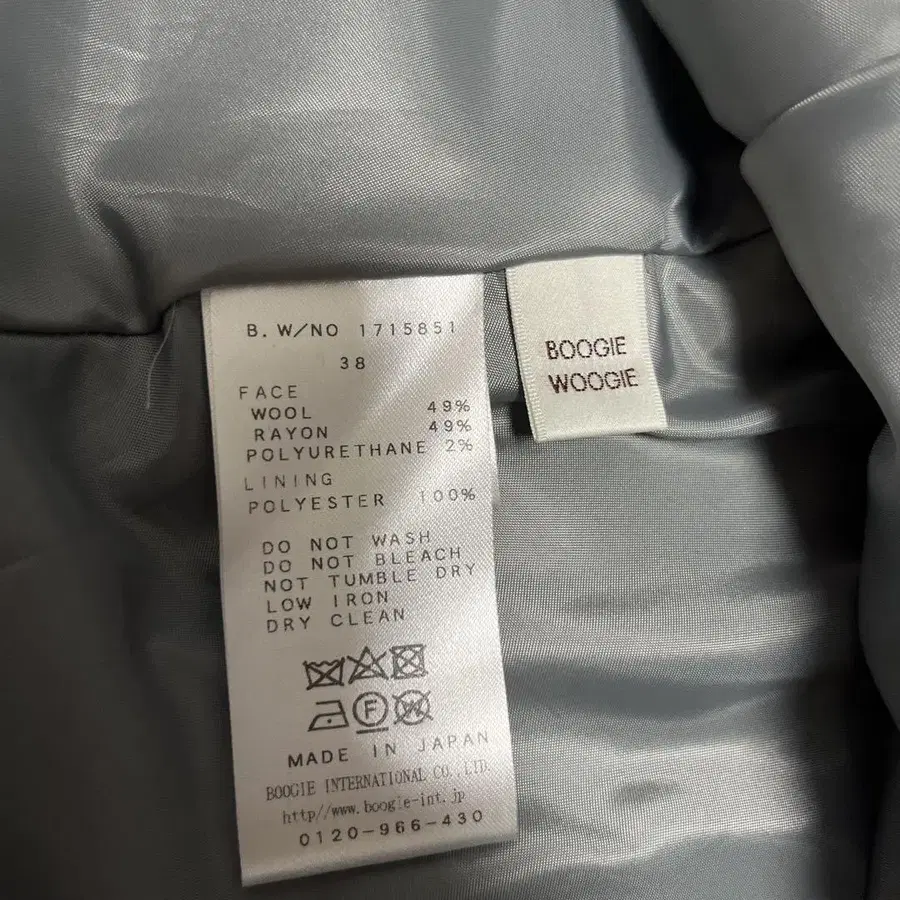 B. W/NO 1715851
38
FACE
WOOL 49%
RAYON 49%
POLYURETHANE 2%
LINING
POLYESTER 100%
DO NOT WASH
DO NOT BLEACH
NOT TUMBLE DRY
LOW IRON
DRY CLEAN
F
MADE IN JAPAN
BOOGIE INTERNATIONAL CO.,LTD.
http//www.boogie-int.jp
0120-966-430
BOOGIE
WOOGIE